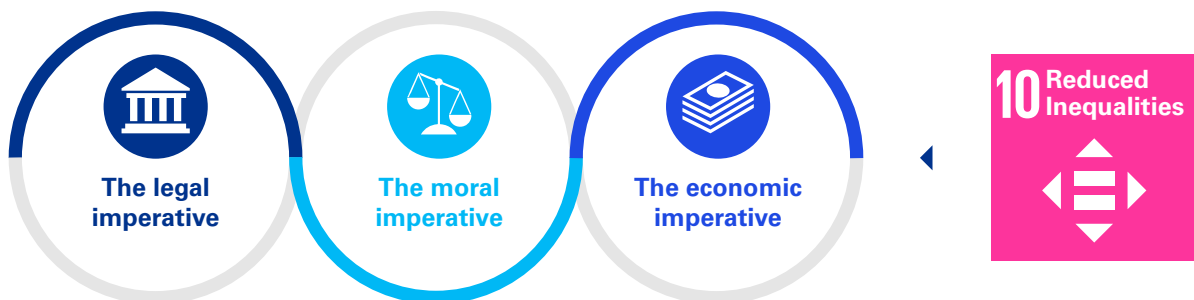 The legal
imperative
The moral
imperative
The economic
imperative
10 Reduced
Inequalities